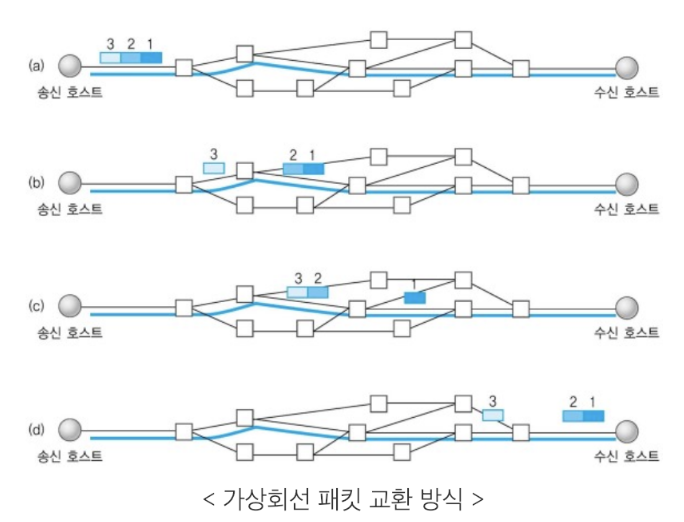 3 2 1
(a)
송신 호스트 수신 호스트
3 2 1
(b)
송신 호스트 수신 호스트
3 2 1
(c)
송신 호스트 수신 호스트
3 2 1
(d)
송신 호스트 수신 호스트
< 가상회선 패킷 교환 방식 >